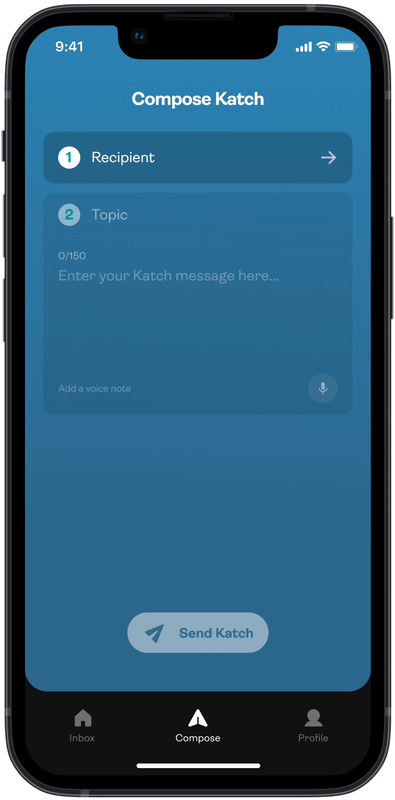 9:41
Compose Katch
1 Recipient
2 Topic
0/150
Enter your Katch message here...
Add a voice note
Send Katch
Inbox Compose Profile